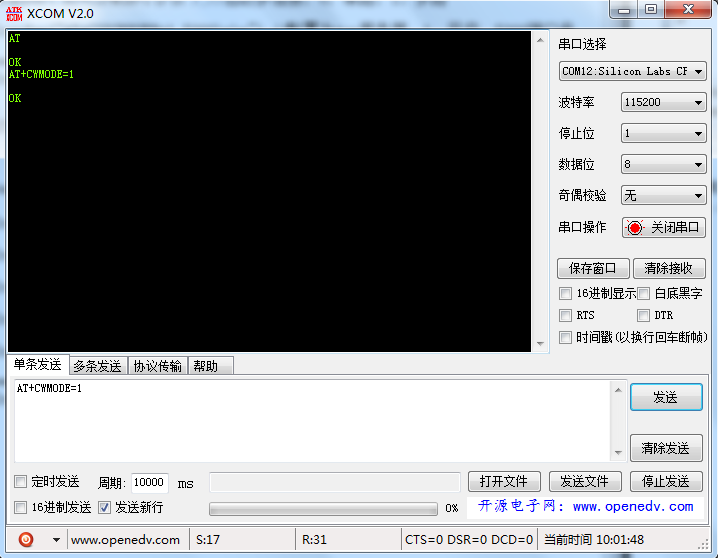 ATK
XCOM XCOM V2.0
AT
OK
AT+CWMODE=1
OK
串口选择
COM12:Silicon Labs CP
波特率 115200
停止位 1
数据位 8
奇偶校验 无
串口操作 关闭串口
保存窗口 清除接收
16进制显示 白底黑字
RTS DTR
时间戳(以换行回车断帧)
单条发送 多条发送 协议传输 帮助
AT+CWMODE=1
发送
清除发送
定时发送 周期: 10000 ms 打开文件 发送文件 停止发送
16进制发送 发送新行 0% 开源电子网：www.openedv.com
www.openedv.com S:17 R:31 CTS=0 DSR=0 DCD=0 当前时间 10:01:48